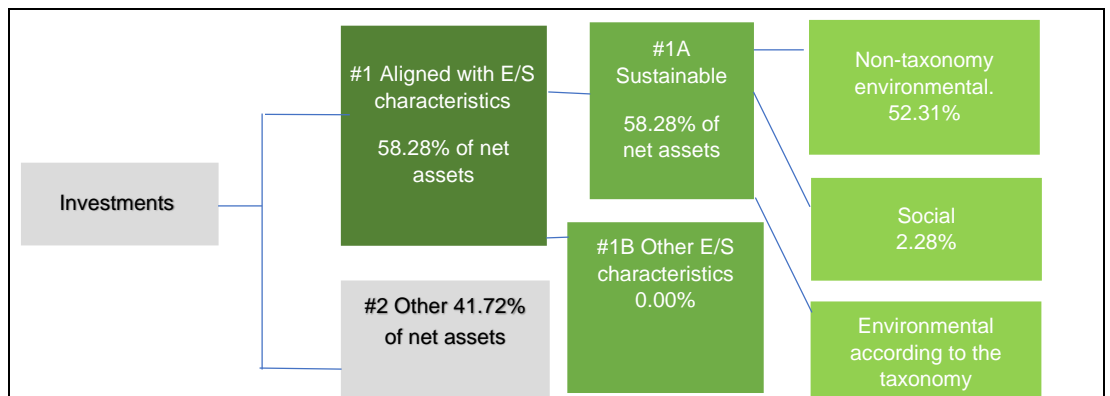 Investments
#1 Aligned with E/S
characteristics
58.28% of net
assets
#2 Other 41.72%
of net assets
#1A
Sustainable
58.28% of
net assets
#1B Other E/S
characteristics
0.00%
Non-taxonomy
environmental.
52.31%
Social
2.28%
Environmental
according to the
taxonomy